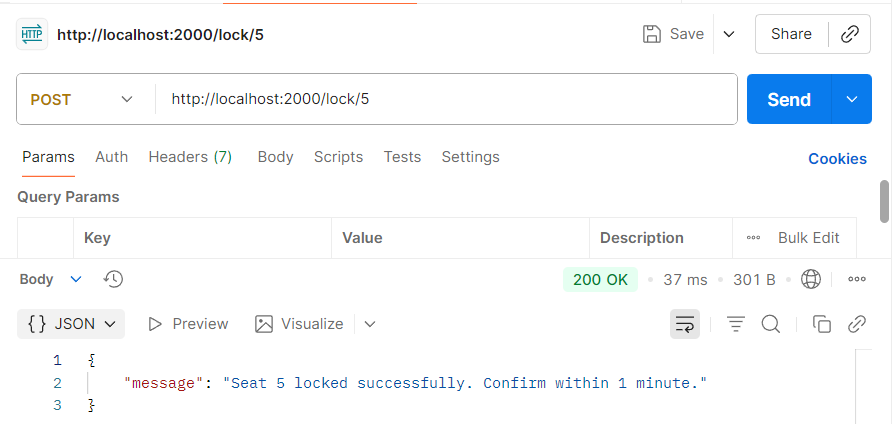 HTTP http://localhost:2000/lock/5 Save Share
POST http://localhost:2000/lock/5 Send
Params Auth Headers (7) Body Scripts Tests Settings Cookies
Query Params
Key Value Description Bulk Edit
Body 200 OK 37 ms 301 B
{} JSON Preview Visualize
1 {
2 "message": "Seat 5 locked successfully. Confirm within 1 minute."
3 }